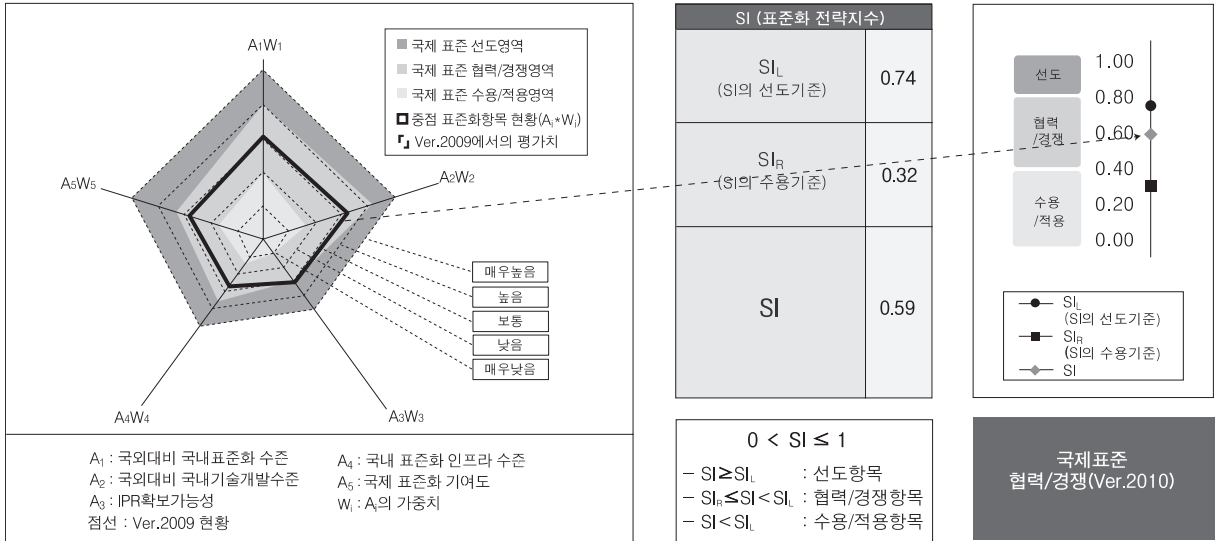 A₁W₁
A₂W₂
A₃W₃
A₄W₄
A₅W₅
국제 표준 선도영역
국제 표준 협력/경쟁영역
국제 표준 수용/적용영역
중점 표준화항목 현황(Aᵢ*Wᵢ)
Ver.2009에서의 평가치
매우높음
높음
보통
낮음
매우낮음
A₁ : 국외대비 국내표준화 수준
A₂ : 국외대비 국내기술개발수준
A₃ : IPR확보가능성
점선 : Ver.2009 현황
A₄ : 국내 표준화 인프라 수준
A₅ : 국제 표준화 기여도
Wᵢ : Aᵢ의 가중치
SI (표준화 전략지수)
SI_L
(SI의 선도기준)
0.74
SI_R
(SI의 수용기준)
0.32
SI
0.59
0 < SI ≤ 1
– SI≥SI_L : 선도항목
– SI_R≤SI<SI_L : 협력/경쟁항목
– SI<SI_L : 수용/적용항목
선도
협력
/경쟁
수용
/적용
1.00
0.80
0.60
0.40
0.20
0.00
SI_L
(SI의 선도기준)
SI_R
(SI의 수용기준)
SI
국제표준
협력/경쟁(Ver.2010)